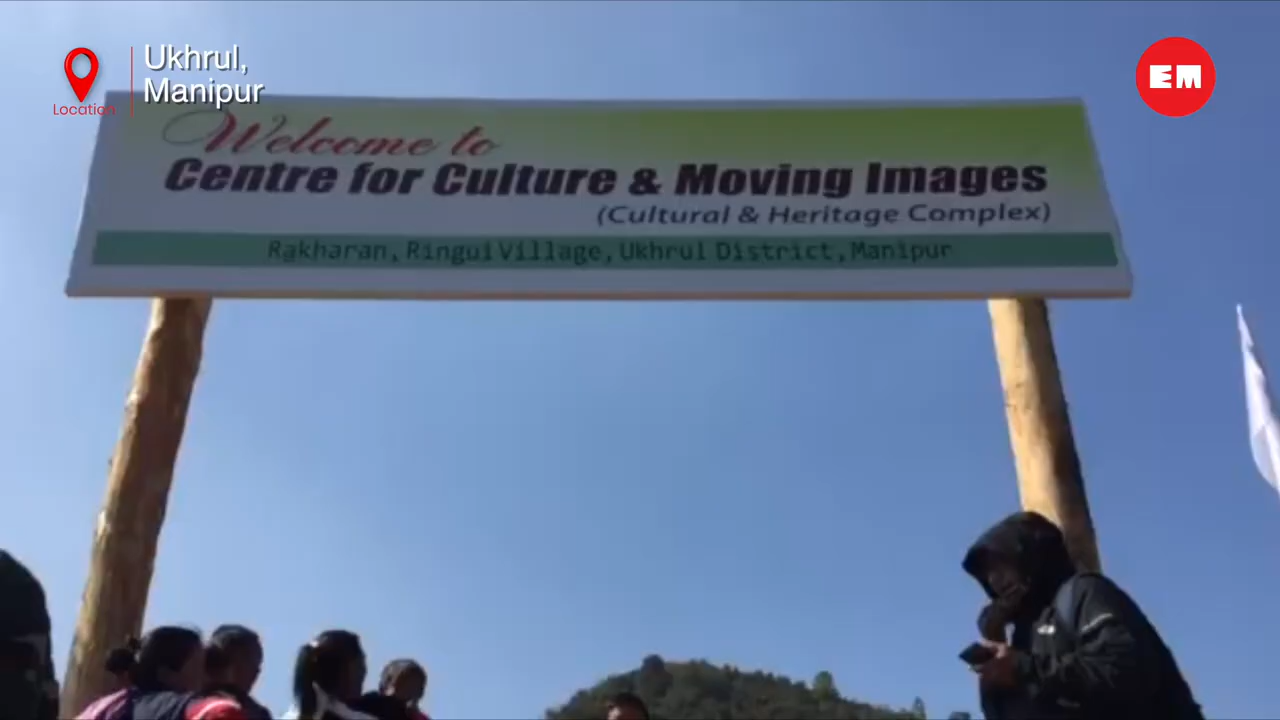 Ukhrul,
Manipur
Location
EM
Welcome to
Centre for Culture & Moving Images
(Cultural & Heritage Complex)
Rakharan, Ringui Village, Ukhrul District, Manipur